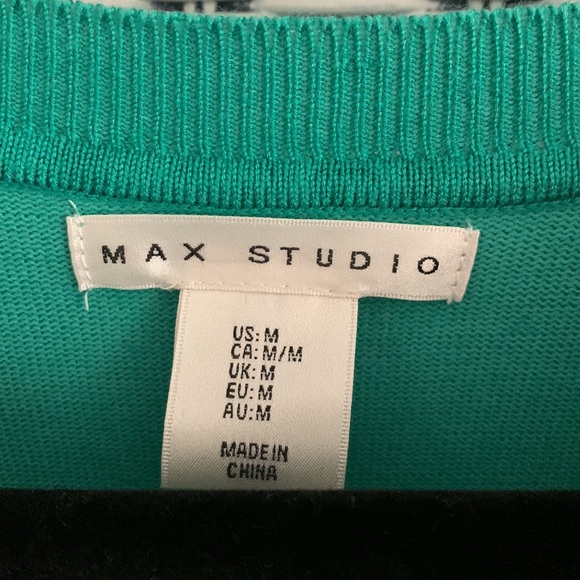 MAX STUDIO
US: M
CA: M/M
UK: M
EU: M
AU: M
MADE IN
CHINA